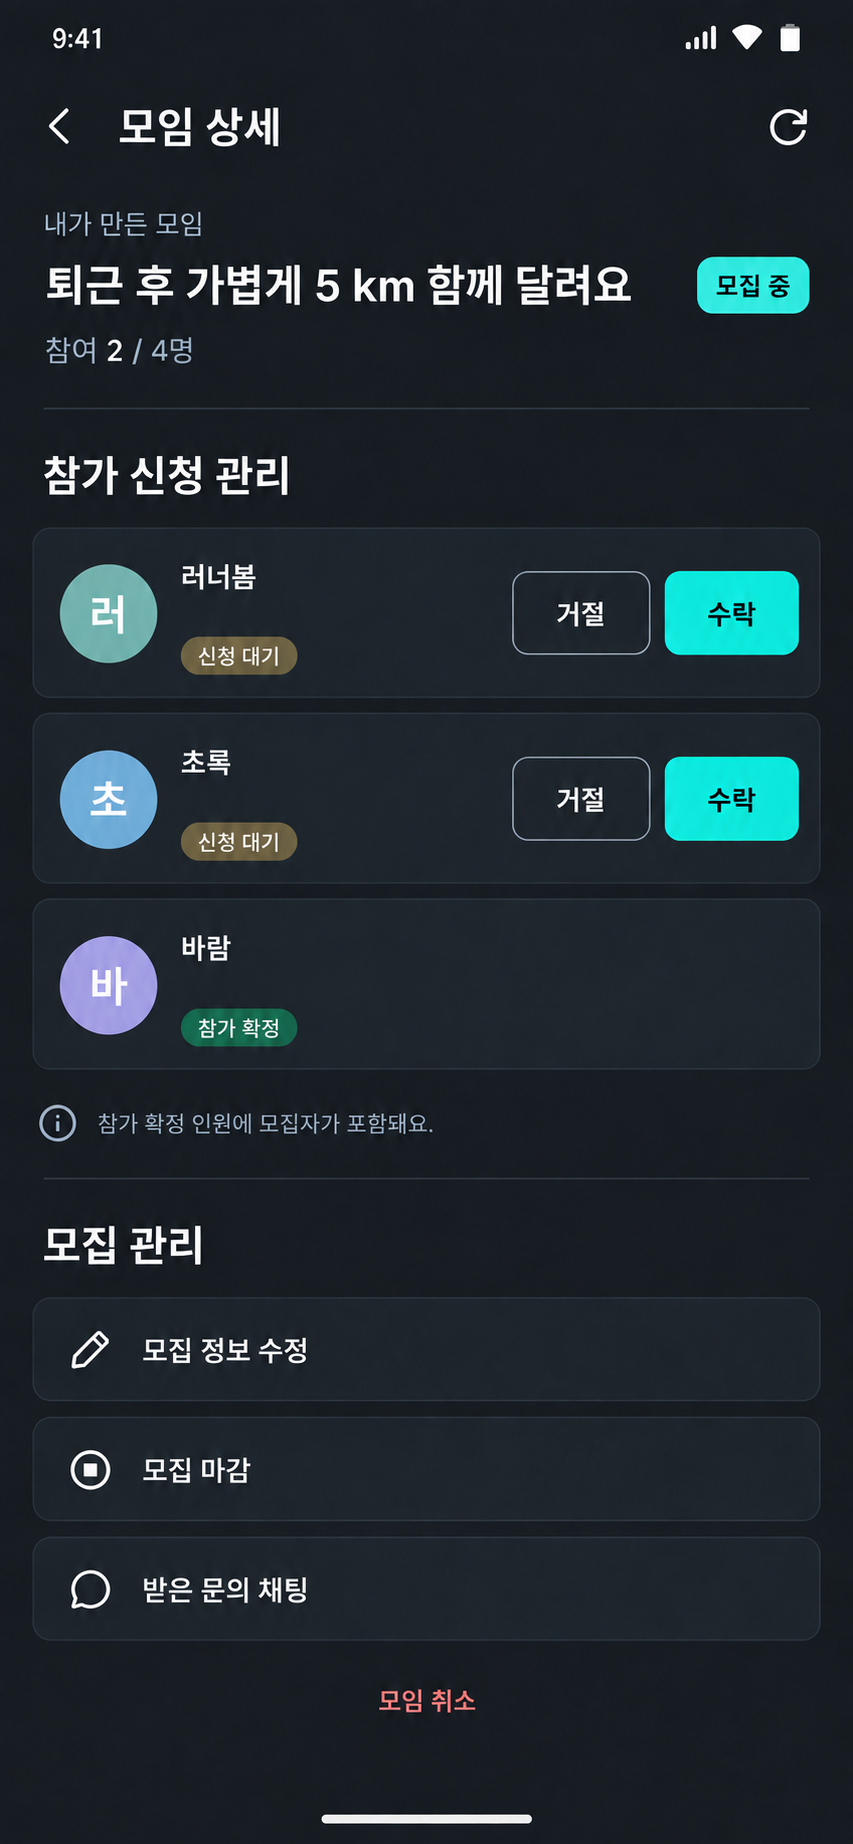 9:41
모임 상세
내가 만든 모임
퇴근 후 가볍게 5 km 함께 달려요
모집 중
참여 2 / 4명
참가 신청 관리
러
러너봄
신청 대기
거절
수락
초
초록
신청 대기
거절
수락
바
바람
참가 확정
참가 확정 인원에 모집자가 포함돼요.
모집 관리
모집 정보 수정
모집 마감
받은 문의 채팅
모임 취소